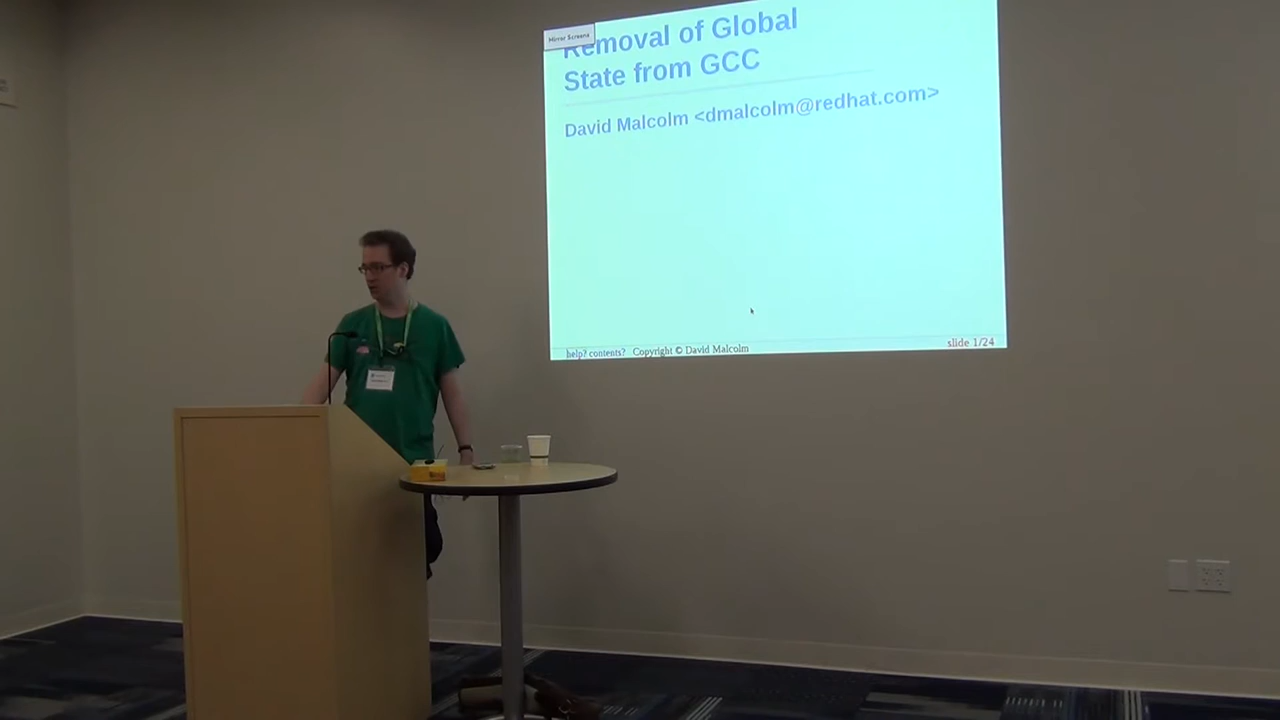 Mirror Screens
Removal of Global
State from GCC
David Malcolm <dmalcolm@redhat.com>
help? contents? Copyright © David Malcolm
slide 1/24